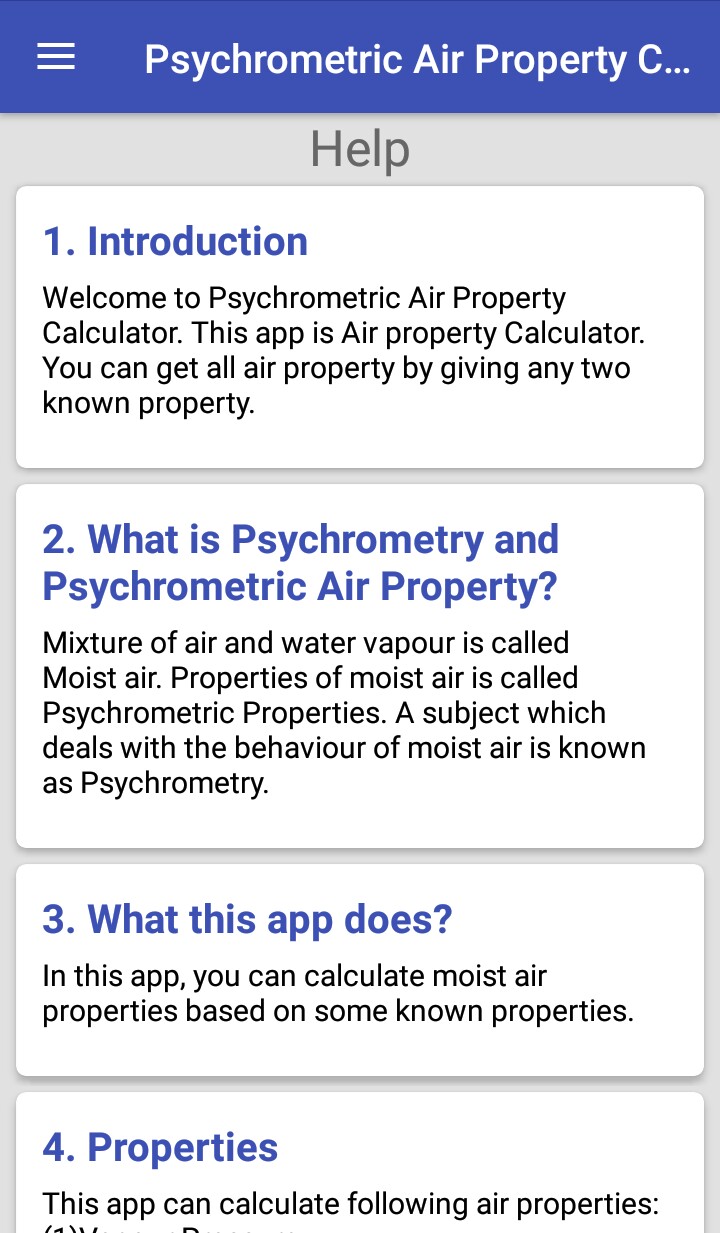 Psychrometric Air Property C...
Help
1. Introduction
Welcome to Psychrometric Air Property
Calculator. This app is Air property Calculator.
You can get all air property by giving any two
known property.
2. What is Psychrometry and
Psychrometric Air Property?
Mixture of air and water vapour is called
Moist air. Properties of moist air is called
Psychrometric Properties. A subject which
deals with the behaviour of moist air is known
as Psychrometry.
3. What this app does?
In this app, you can calculate moist air
properties based on some known properties.
4. Properties
This app can calculate following air properties: